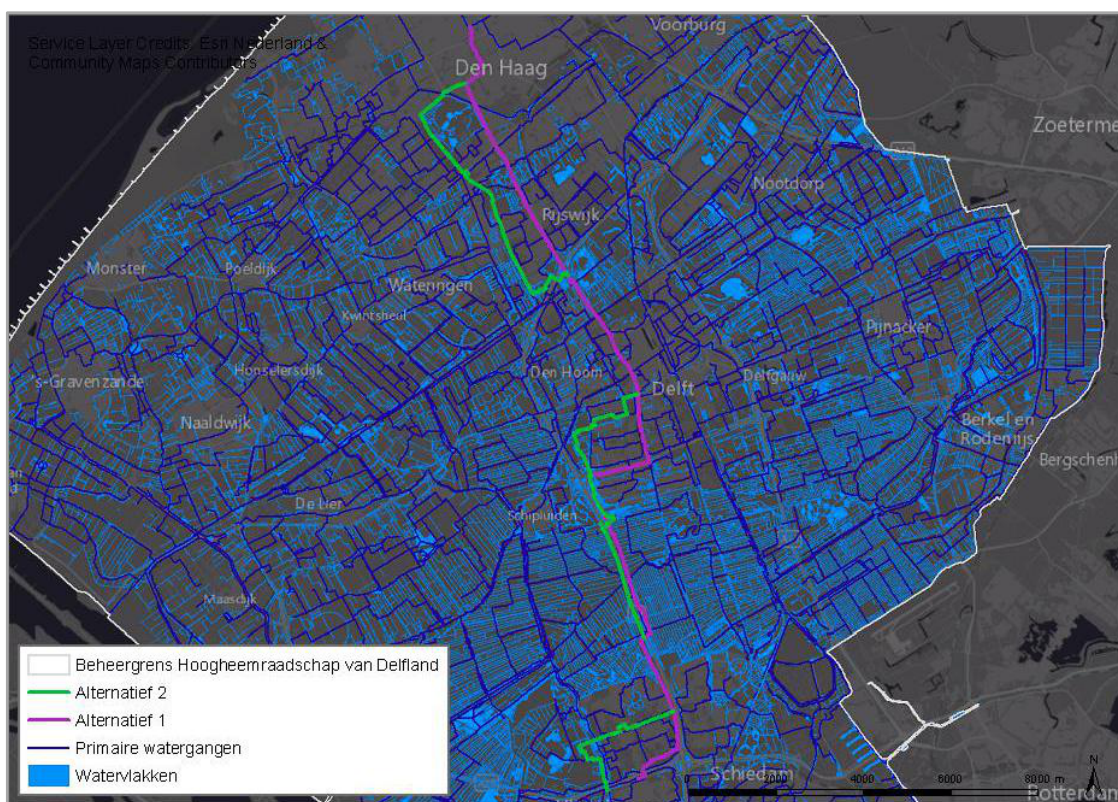 Service Layer Credits: Esri Nederland &
Community Maps Contributors
Voorburg
Den Haag
Zoeterme
Nootdorp
Rijswijk
Monster
Poeldijk
Wateringen
Kwintsheul
Pijnacker
's-Gravenzande
Honselersdijk
Den Hoorn
Delft
Delfgauw
Naaldwijk
Berkel en
Rodenrijs
Bergschenh
De Lier
Schipluiden
Maasdijk
Beheergrens Hoogheemraadschap van Delfland
Alternatief 2
Alternatief 1
Primaire watergangen
Watervlakken
Schiedam
N
0 2000 4000 6000 8000 m
Rotterdam